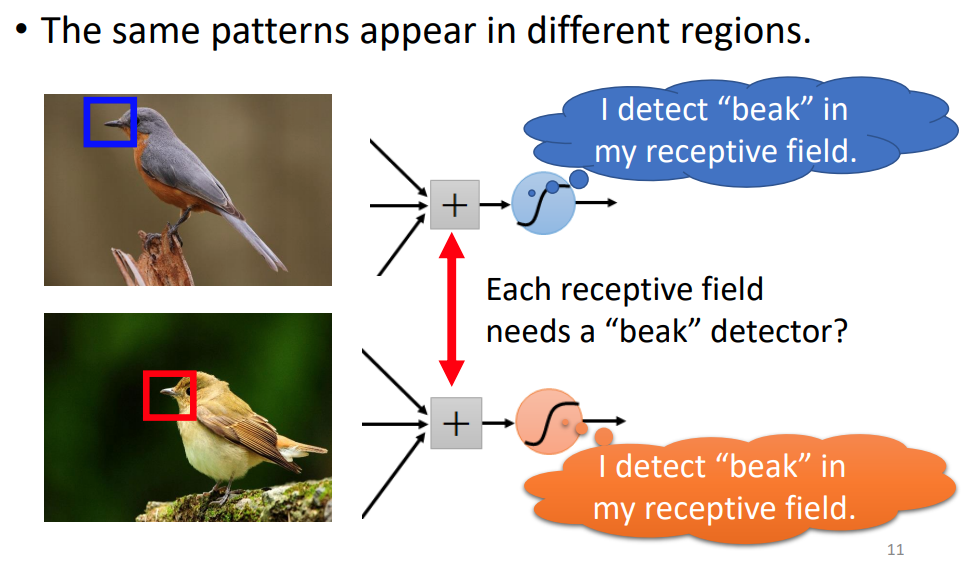 • The same patterns appear in different regions.
I detect “beak” in
my receptive field.
+
Each receptive field
needs a “beak” detector?
+
I detect “beak” in
my receptive field.
11